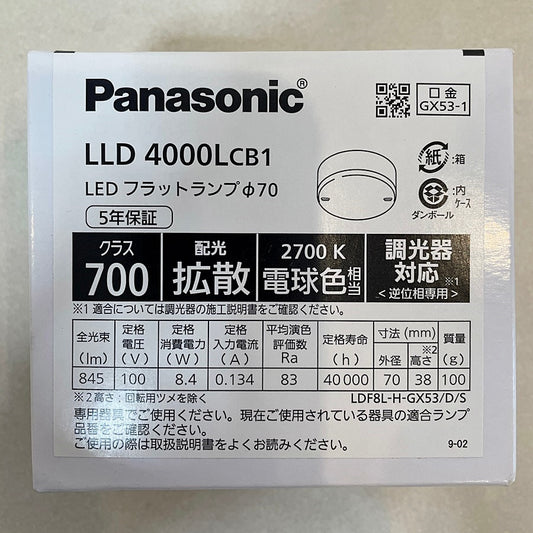 Panasonic®
口金
GX53-1
LLD 4000LCB1
LED フラットランプ φ70
5年保証
紙 :箱
:内ケース
ダンボール
クラス
700
配光
拡散
2700 K
電球色相当
調光器
対応※1
<逆位相専用>
※1 適合については調光器の施工説明書をご確認ください。
全光束 (lm) 定格電圧 (V) 定格消費電力 (W) 定格入力電流 (A) 平均演色評価数 Ra 定格寿命 (h) 寸法 (mm) 外径 高さ※2 質量 (g)
845 100 8.4 0.134 83 40000 70 38 100
※2 高さ：回転用ツメを除く
LDF8L-H-GX53/D/S
専用器具でご使用ください。現在ご使用されている器具の適合ランプ
品番をご確認ください。
ご使用の際は取扱説明書をよくお読みください。
9-02